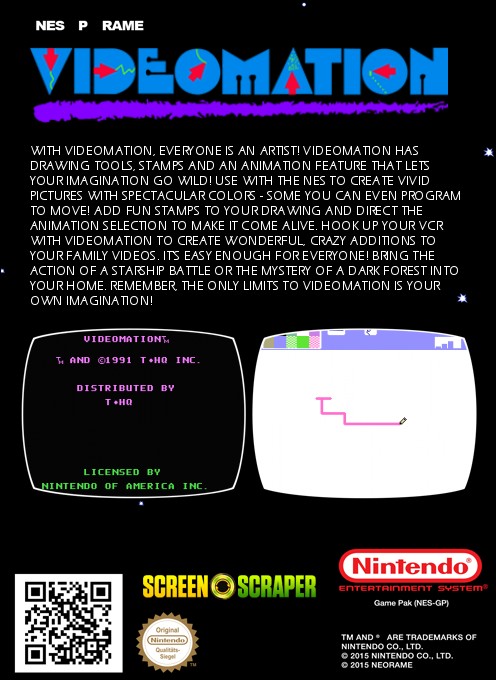 NES P RAME
VIDEOMATION
WITH VIDEOMATION, EVERYONE IS AN ARTIST! VIDEOMATION HAS
DRAWING TOOLS, STAMPS AND AN ANIMATION FEATURE THAT LETS
YOUR IMAGINATION GO WILD! USE WITH THE NES TO CREATE VIVID
PICTURES WITH SPECTACULAR COLORS - SOME YOU CAN EVEN PROGRAM
TO MOVE! ADD FUN STAMPS TO YOUR DRAWING AND DIRECT THE
ANIMATION SELECTION TO MAKE IT COME ALIVE. HOOK UP YOUR VCR
WITH VIDEOMATION TO CREATE WONDERFUL, CRAZY ADDITIONS TO
YOUR FAMILY VIDEOS. IT'S EASY ENOUGH FOR EVERYONE! BRING THE
ACTION OF A STARSHIP BATTLE OR THE MYSTERY OF A DARK FOREST INTO
YOUR HOME. REMEMBER, THE ONLY LIMITS TO VIDEOMATION IS YOUR
OWN IMAGINATION!
VIDEOMATION™
™ AND ©1991 T•HQ INC.
DISTRIBUTED BY
T•HQ
LICENSED BY
NINTENDO OF AMERICA INC.
SCREEN SCRAPER
Original
Nintendo
Qualitäts-
Siegel
TM
Nintendo®
ENTERTAINMENT SYSTEM®
Game Pak (NES-GP)
TM AND ® ARE TRADEMARKS OF
NINTENDO CO., LTD.
© 2015 NINTENDO CO., LTD.
© 2015 NEORAME